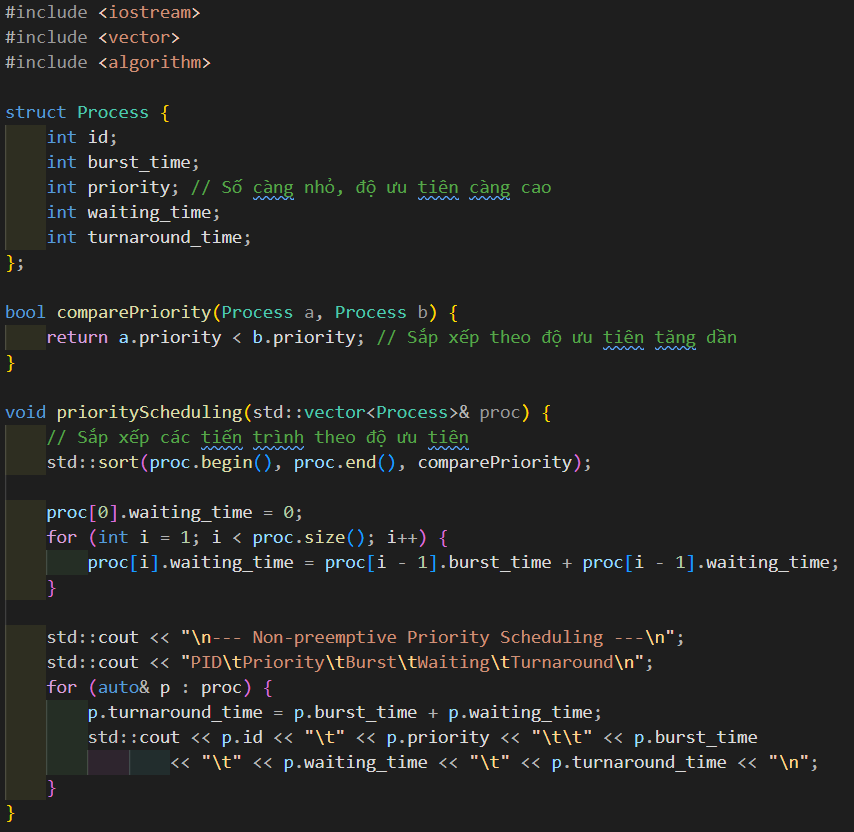 #include <iostream>
#include <vector>
#include <algorithm>

struct Process {
    int id;
    int burst_time;
    int priority; // Số càng nhỏ, độ ưu tiên càng cao
    int waiting_time;
    int turnaround_time;
};

bool comparePriority(Process a, Process b) {
    return a.priority < b.priority; // Sắp xếp theo độ ưu tiên tăng dần
}

void priorityScheduling(std::vector<Process>& proc) {
    // Sắp xếp các tiến trình theo độ ưu tiên
    std::sort(proc.begin(), proc.end(), comparePriority);

    proc[0].waiting_time = 0;
    for (int i = 1; i < proc.size(); i++) {
        proc[i].waiting_time = proc[i - 1].burst_time + proc[i - 1].waiting_time;
    }

    std::cout << "\n--- Non-preemptive Priority Scheduling ---\n";
    std::cout << "PID\tPriority\tBurst\tWaiting\tTurnaround\n";
    for (auto& p : proc) {
        p.turnaround_time = p.burst_time + p.waiting_time;
        std::cout << p.id << "\t" << p.priority << "\t\t" << p.burst_time
                << "\t" << p.waiting_time << "\t" << p.turnaround_time << "\n";
    }
}